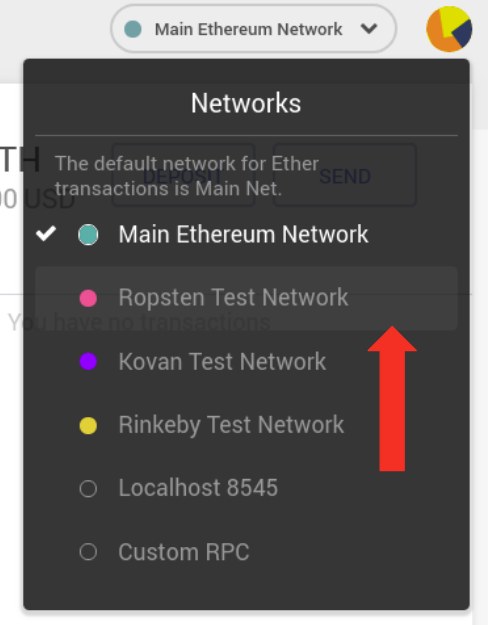 Main Ethereum Network
Networks
TH
The default network for Ether
transactions is Main Net.
DEPOSIT
SEND
00 USD
Main Ethereum Network
Ropsten Test Network
You have no transactions
Kovan Test Network
Rinkeby Test Network
Localhost 8545
Custom RPC